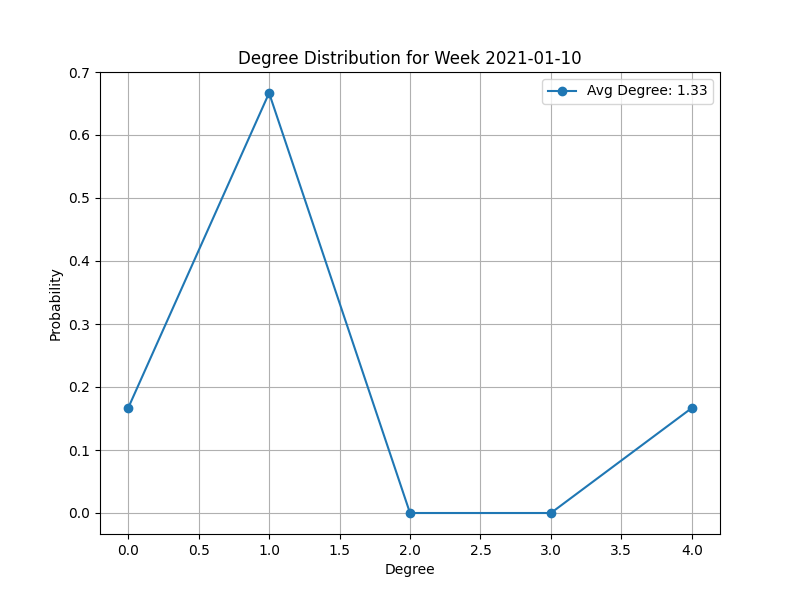 Degree Distribution for Week 2021-01-10
Avg Degree: 1.33
0.7
0.6
0.5
0.4
0.3
0.2
0.1
0.0
Probability
0.0 0.5 1.0 1.5 2.0 2.5 3.0 3.5 4.0
Degree